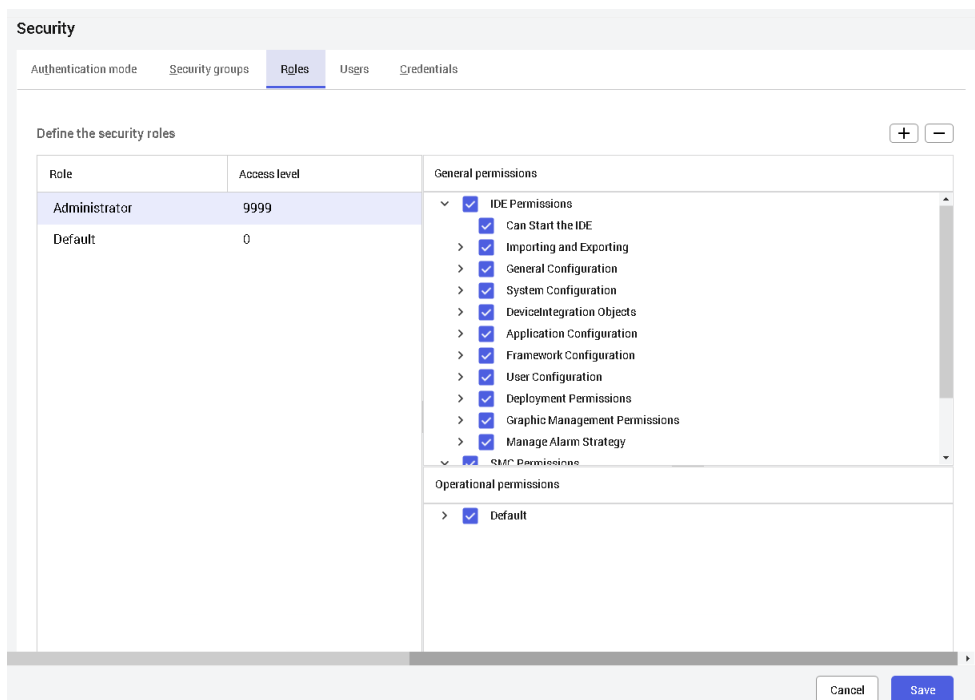 Security
Authentication mode Security groups Roles Users Credentials
Define the security roles
Role Access level General permissions
Administrator 9999
Default 0
IDE Permissions
Can Start the IDE
Importing and Exporting
General Configuration
System Configuration
DeviceIntegration Objects
Application Configuration
Framework Configuration
User Configuration
Deployment Permissions
Graphic Management Permissions
Manage Alarm Strategy
SMC Permissions
Operational permissions
Default
Cancel Save